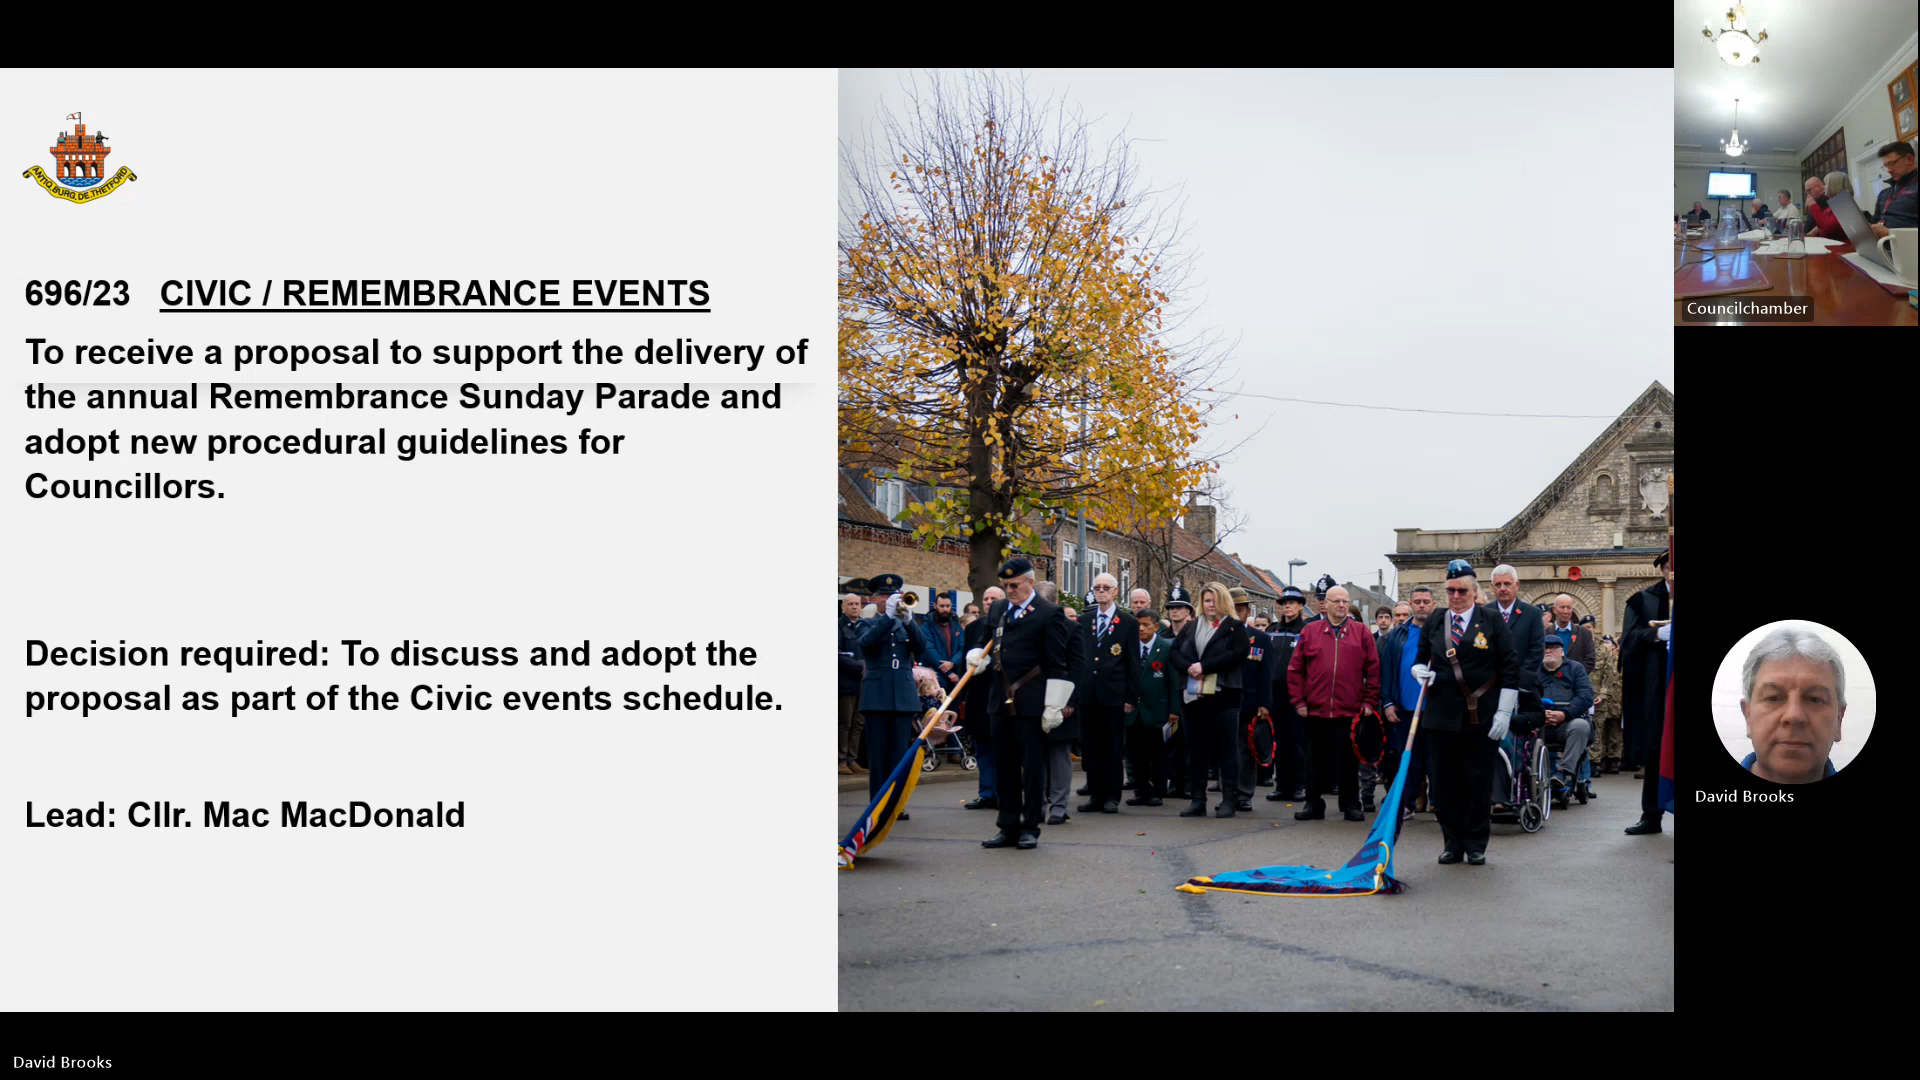 ANTIQ. BURG. DE. THETFORD
696/23 CIVIC / REMEMBRANCE EVENTS
To receive a proposal to support the delivery of
the annual Remembrance Sunday Parade and
adopt new procedural guidelines for
Councillors.
Decision required: To discuss and adopt the
proposal as part of the Civic events schedule.
Lead: Cllr. Mac MacDonald
Councilchamber
David Brooks
David Brooks